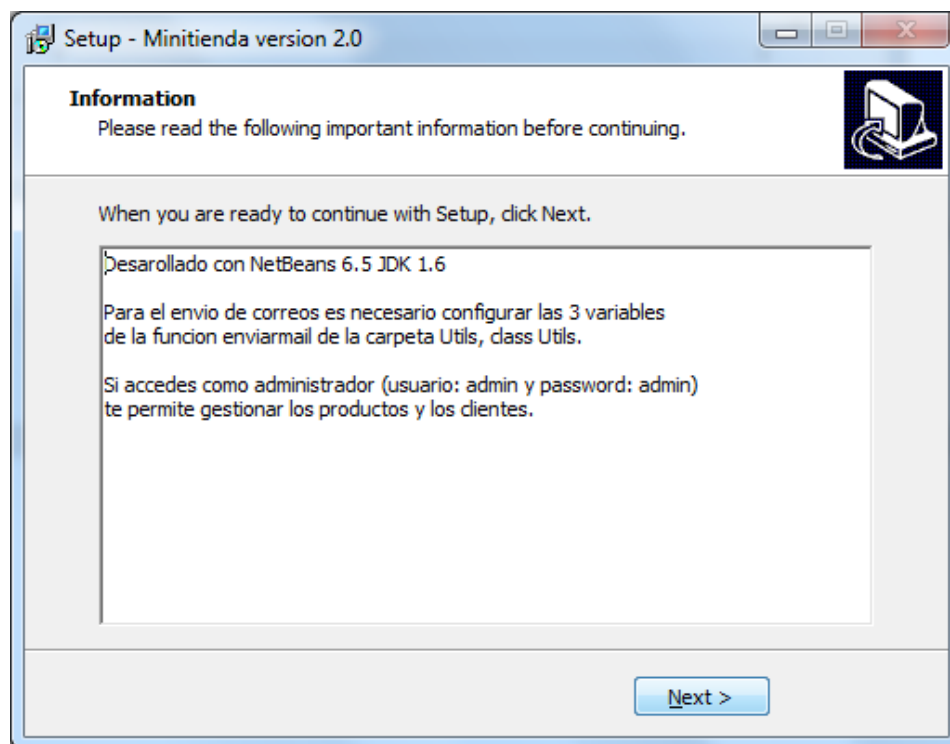 Setup - Minitienda version 2.0
Information
Please read the following important information before continuing.
When you are ready to continue with Setup, click Next.
Desarollado con NetBeans 6.5 JDK 1.6
Para el envio de correos es necesario configurar las 3 variables
de la funcion enviarmail de la carpeta Utils, class Utils.
Si accedes como administrador (usuario: admin y password: admin)
te permite gestionar los productos y los clientes.
Next >